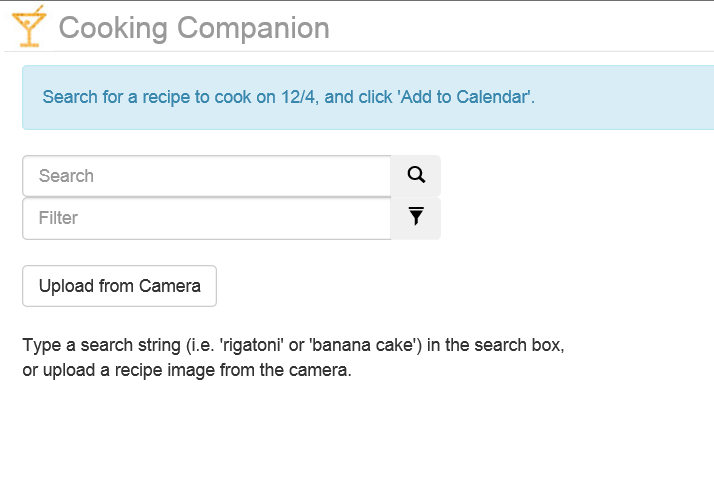 Cooking Companion
Search for a recipe to cook on 12/4, and click 'Add to Calendar'.
Search
Filter
Upload from Camera
Type a search string (i.e. 'rigatoni' or 'banana cake') in the search box,
or upload a recipe image from the camera.